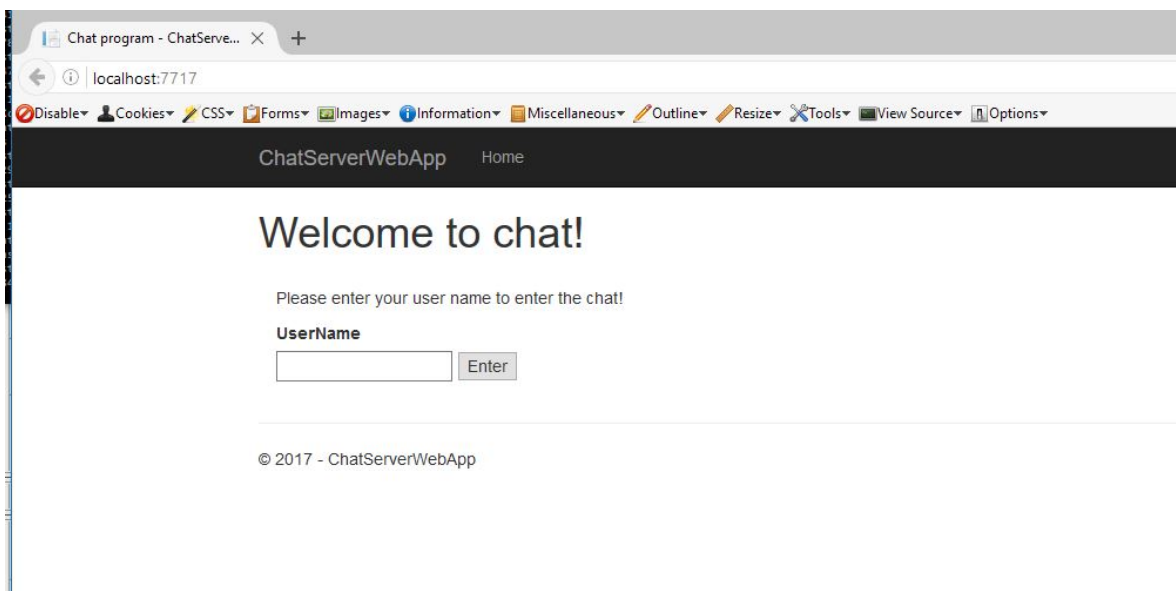 Chat program - ChatServe...
localhost:7717
Disable Cookies CSS Forms Images Information Miscellaneous Outline Resize Tools View Source Options
ChatServerWebApp Home
Welcome to chat!
Please enter your user name to enter the chat!
UserName
Enter
© 2017 - ChatServerWebApp